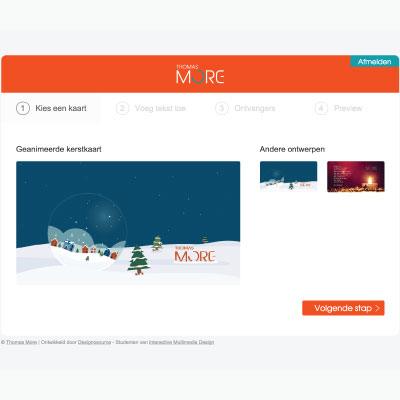 Afmelden
THOMAS
MORE
1 Kies een kaart
2 Voeg tekst toe
3 Ontvangers
4 Preview
Geanimeerde kerstkaart
Andere ontwerpen
THOMAS
MORE
Volgende stap
© Thomas More | Ontwikkeld door Designosource - Studenten van Interactive Multimedia Design